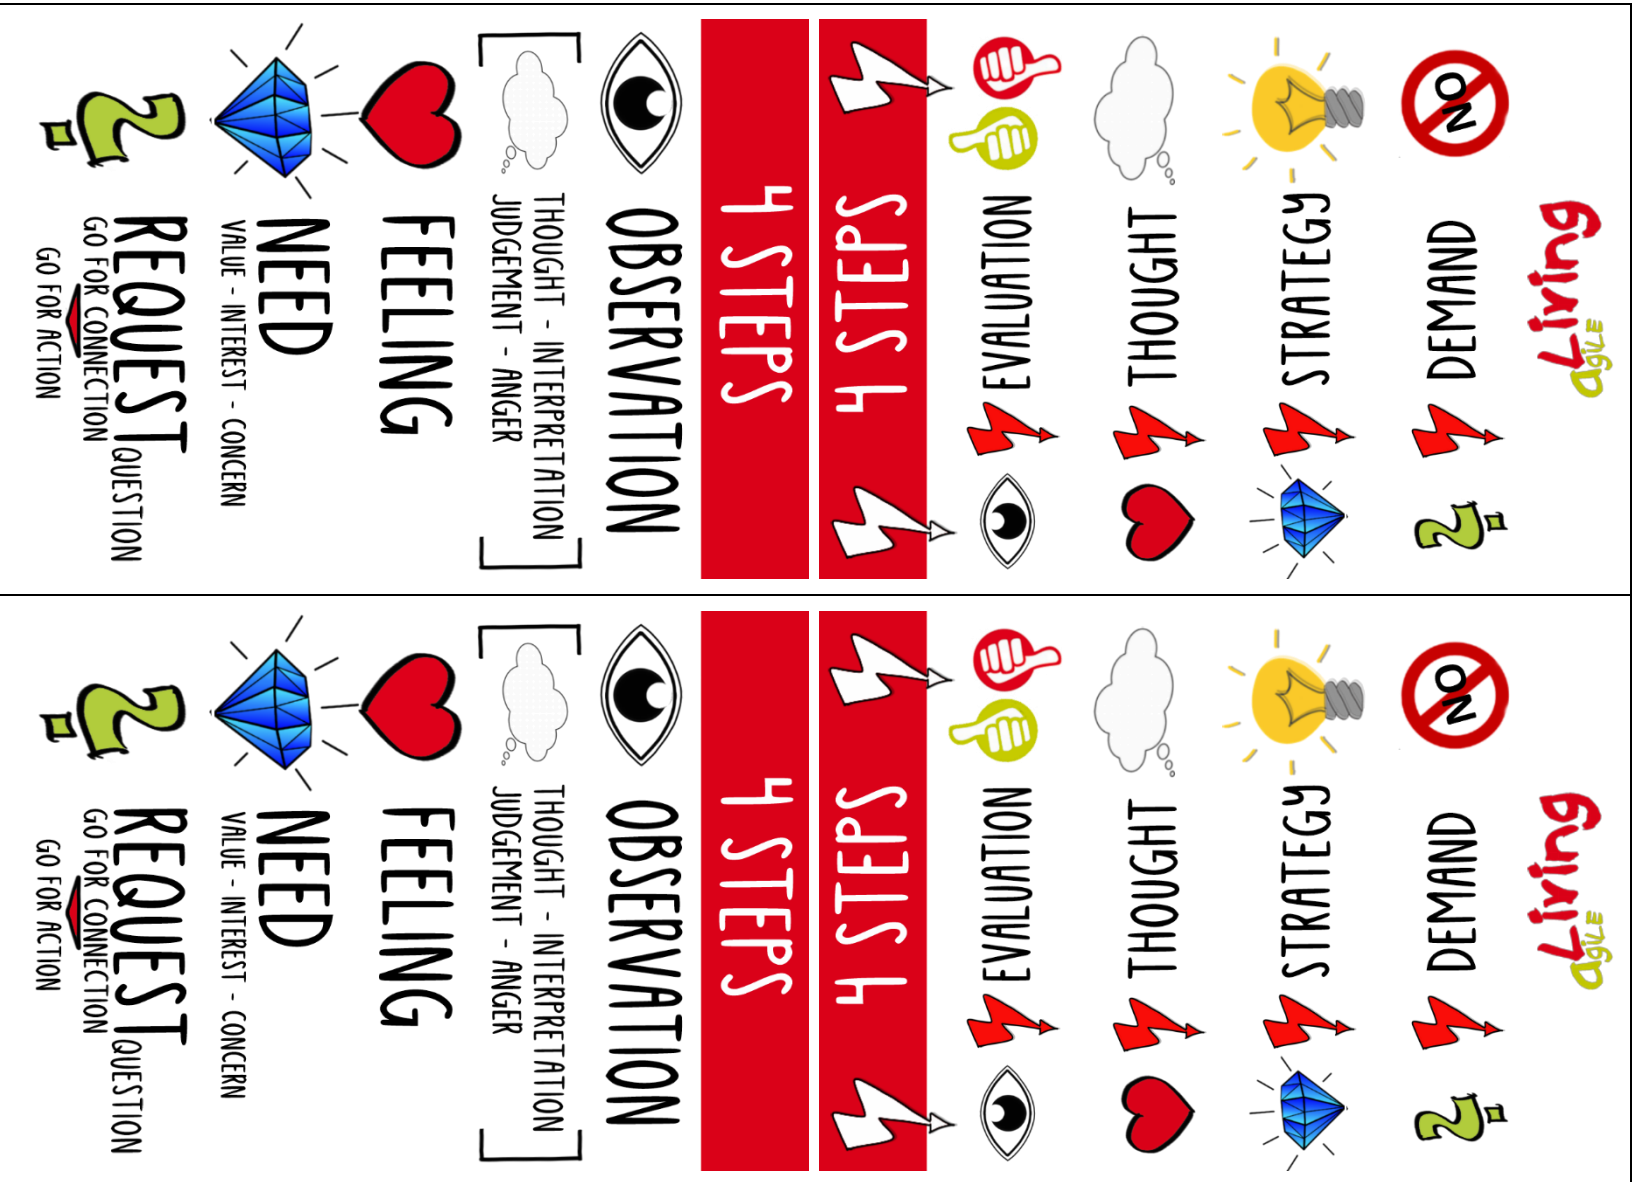 4 STEPS
OBSERVATION
THOUGHT - INTERPRETATION
JUDGEMENT - ANGER
FEELING
NEED
VALUE - INTEREST - CONCERN
REQUEST QUESTION
GO FOR CONNECTION
GO FOR ACTION
4 STEPS
EVALUATION
THOUGHT
STRATEGY
DEMAND NO
Living
agiLE
4 STEPS
OBSERVATION
THOUGHT - INTERPRETATION
JUDGEMENT - ANGER
FEELING
NEED
VALUE - INTEREST - CONCERN
REQUEST QUESTION
GO FOR CONNECTION
GO FOR ACTION
4 STEPS
EVALUATION
THOUGHT
STRATEGY
DEMAND NO
Living
agiLE